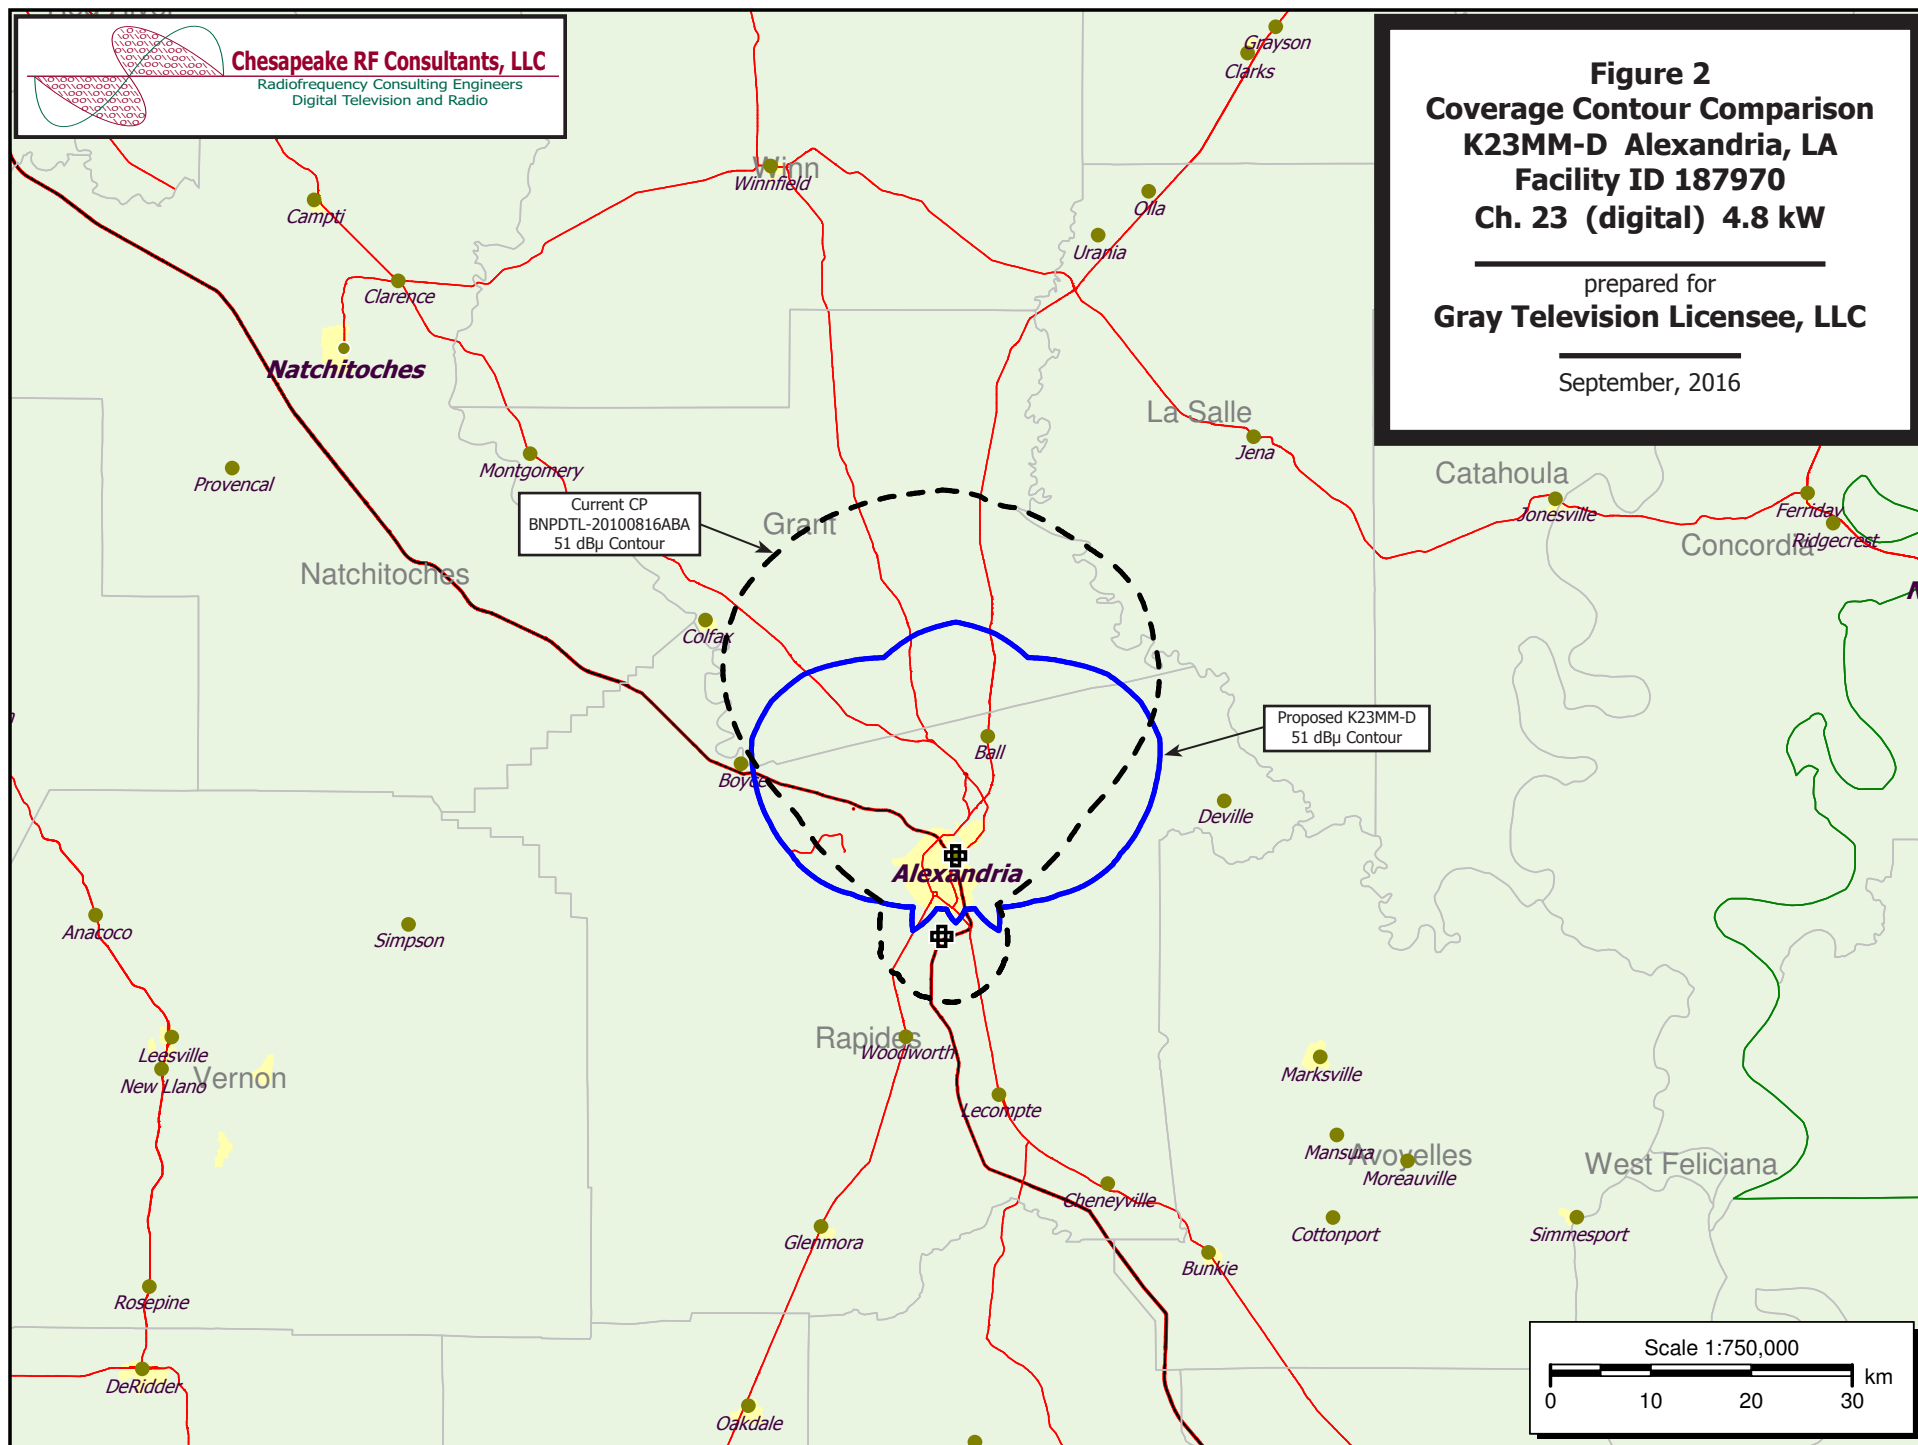 Chesapeake RF Consultants, LLC
Radiofrequency Consulting Engineers
Digital Television and Radio
Figure 2
Coverage Contour Comparison
K23MM-D Alexandria, LA
Facility ID 187970
Ch. 23 (digital) 4.8 kW
prepared for
Gray Television Licensee, LLC
September, 2016
Grayson
Clarks
Winn
Winnfield
Campti
Olla
Urania
Clarence
Natchitoches
La Salle
Jena
Montgomery
Provencal
Catahoula
Jonesville
Ferriday
Ridgecrest
Concordia
Current CP
BNPDTL-20100816ABA
51 dBµ Contour
Grant
Natchitoches
Colfax
Proposed K23MM-D
51 dBµ Contour
Ball
Boyce
Deville
Alexandria
Anacoco
Simpson
Rapides
Woodworth
Leesville
New Llano
Vernon
Marksville
Lecompte
Mansura
Avoyelles
Moreauville
West Feliciana
Cheneyville
Cottonport
Simmesport
Glenmora
Bunkie
Rosepine
DeRidder
Oakdale
Scale 1:750,000
km
0 10 20 30